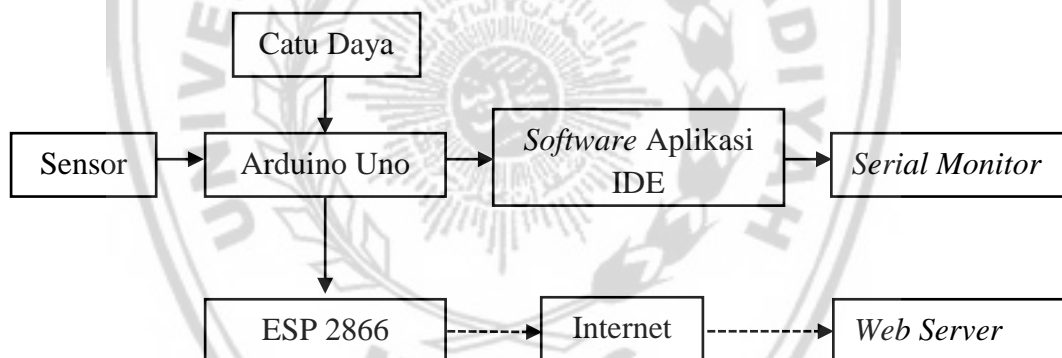 Catu Daya
Sensor
Arduino Uno
Software Aplikasi
IDE
Serial Monitor
ESP 2866
Internet
Web Server